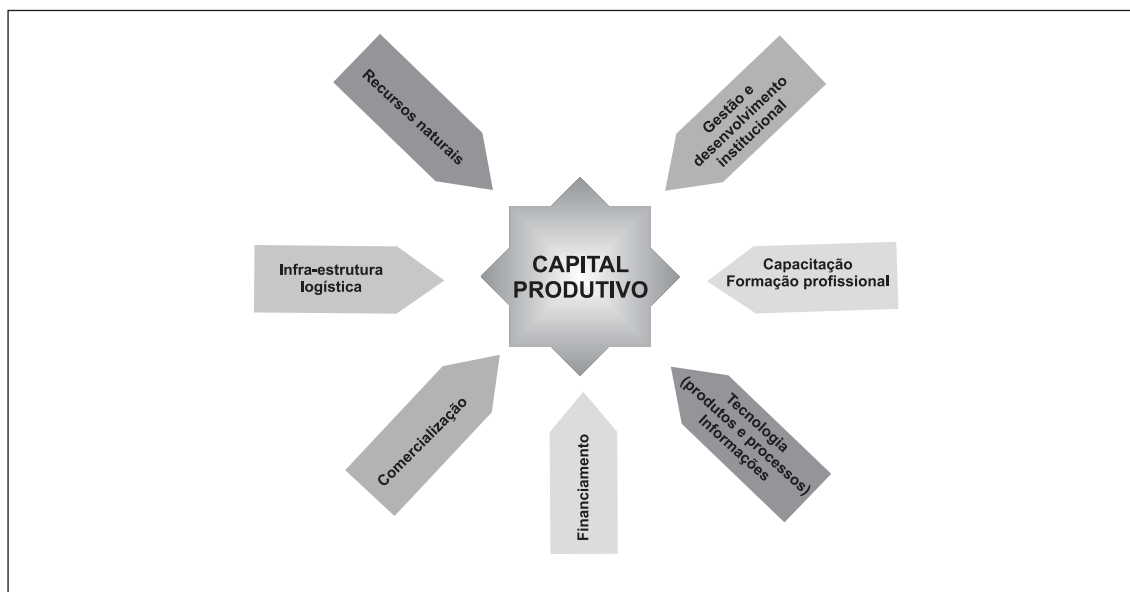 Recursos naturais
Gestão e
desenvolvimento
institucional
Infra-estrutura
logística
CAPITAL
PRODUTIVO
Capacitação
Formação profissional
Comercialização
Financiamento
Tecnologia
(produtos e processos)
Informações